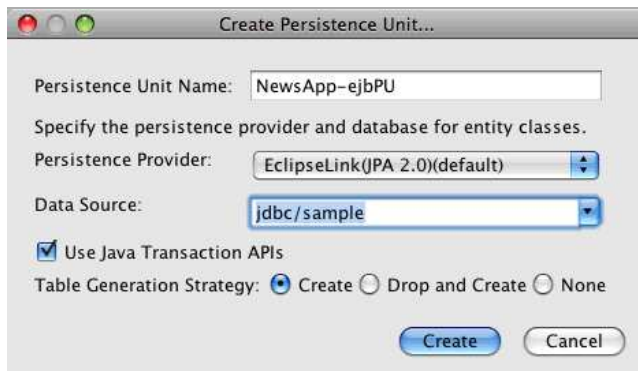 Create Persistence Unit...
Persistence Unit Name: NewsApp-ejbPU
Specify the persistence provider and database for entity classes.
Persistence Provider: EclipseLink(JPA 2.0)(default)
Data Source: jdbc/sample
Use Java Transaction APIs
Table Generation Strategy: Create Drop and Create None
Create Cancel